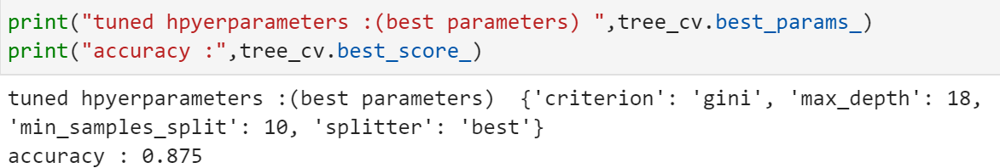 print("tuned hpyerparameters :(best parameters) ",tree_cv.best_params_)
print("accuracy :",tree_cv.best_score_)
tuned hpyerparameters :(best parameters)  {'criterion': 'gini', 'max_depth': 18,
'min_samples_split': 10, 'splitter': 'best'}
accuracy : 0.875